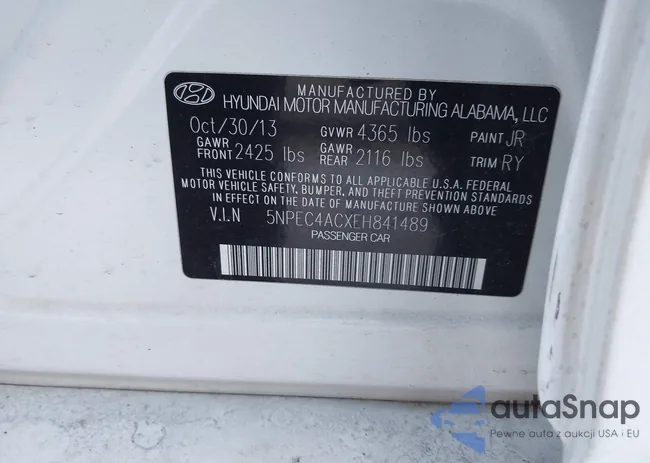 MANUFACTURED BY
HYUNDAI MOTOR MANUFACTURING ALABAMA, LLC
Oct/30/13 GVWR 4365 lbs PAINT JR
GAWR FRONT 2425 lbs GAWR REAR 2116 lbs TRIM RY
THIS VEHICLE CONFORMS TO ALL APPLICABLE U.S.A. FEDERAL
MOTOR VEHICLE SAFETY, BUMPER, AND THEFT PREVENTION
STANDARDS IN EFFECT ON THE DATE OF MANUFACTURE SHOWN ABOVE
V.I.N 5NPEC4ACXEH841489
PASSENGER CAR
autaSnap
Pewne auta z aukcji USA i EU